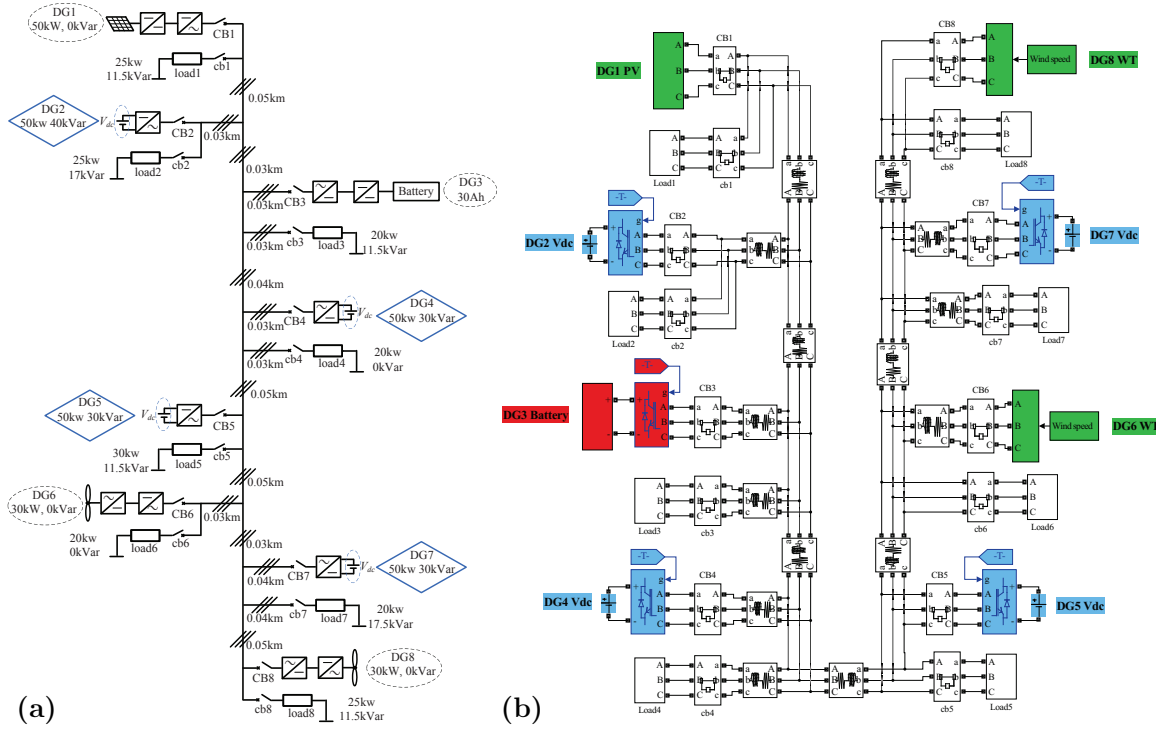 DG1
50kW, 0kVar
CB1
25kw
11.5kVar
load1
cb1
0.05km
DG2
50kw 40kVar
Vdc
CB2
0.03km
25kw
17kVar
load2
cb2
0.03km
0.03km
CB3
Battery
DG3
30Ah
0.03km
cb3
load3
20kw
11.5kVar
0.04km
0.03km
CB4
Vdc
DG4
50kw 30kVar
0.03km
cb4
load4
20kw
0kVar
0.05km
DG5
50kw 30kVar
Vdc
CB5
30kw
11.5kVar
load5
cb5
0.05km
DG6
30kW, 0kVar
CB6
0.03km
20kw
0kVar
load6
cb6
0.03km
0.04km
CB7
Vdc
DG7
50kw 30kVar
0.04km
cb7
load7
20kw
17.5kVar
0.05km
CB8
DG8
30kW, 0kVar
cb8
load8
25kw
11.5kVar
(a)
DG1 PV
A
B
C
CB1
a A
b B
c C
Load1
A
B
C
cb1
A a
B b
C c
a b c
A B C
DG2 Vdc
-T-
+
-
g
A
B
C
CB2
A a
B b
C c
Load2
A
B
C
cb2
A a
B b
C c
a b c
A B C
DG3 Battery
+
-
-T-
g
A
B
C
CB3
A a
B b
C c
Load3
A
B
C
cb3
A a
B b
C c
a b c
A B C
DG4 Vdc
-T-
+
-
g
A
B
C
CB4
A a
B b
C c
Load4
A
B
C
cb4
A a
B b
C c
CB8
a A
b B
c C
A
B
C
Wind speed
DG8 WT
cb8
A a
B b
C c
A
B
C
Load8
a b c
A B C
-T-
CB7
a A
b B
c C
g
A
B
C
+
-
DG7 Vdc
cb7
A a
B b
C c
A
B
C
Load7
a b c
A B C
CB6
a A
b B
c C
A
B
C
Wind speed
DG6 WT
cb6
A a
B b
C c
A
B
C
Load6
a b c
A B C
-T-
CB5
a A
b B
c C
g
A
B
C
+
-
DG5 Vdc
cb5
A a
B b
C c
A
B
C
Load5
(b)